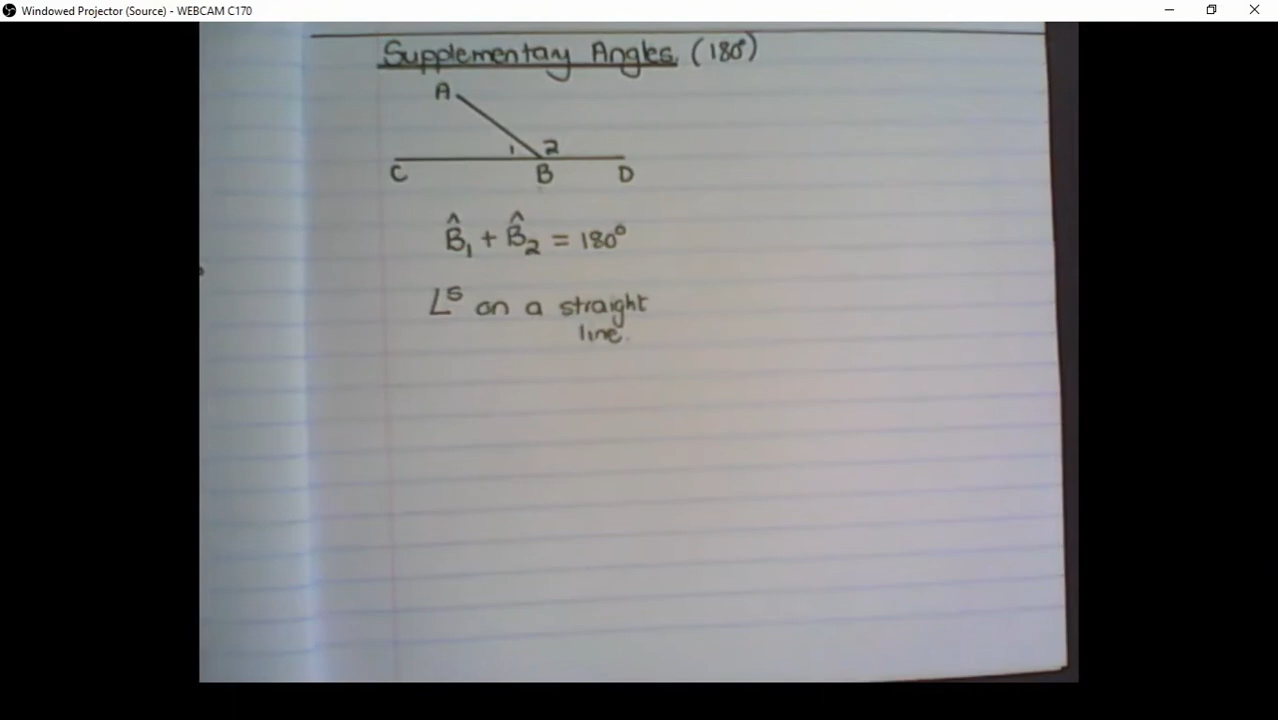 Windowed Projector (Source) - WEBCAM C170
Supplementary Angles (180°)
A
1 2
C B D
B̂₁ + B̂₂ = 180°
∠ˢ on a straight
line.